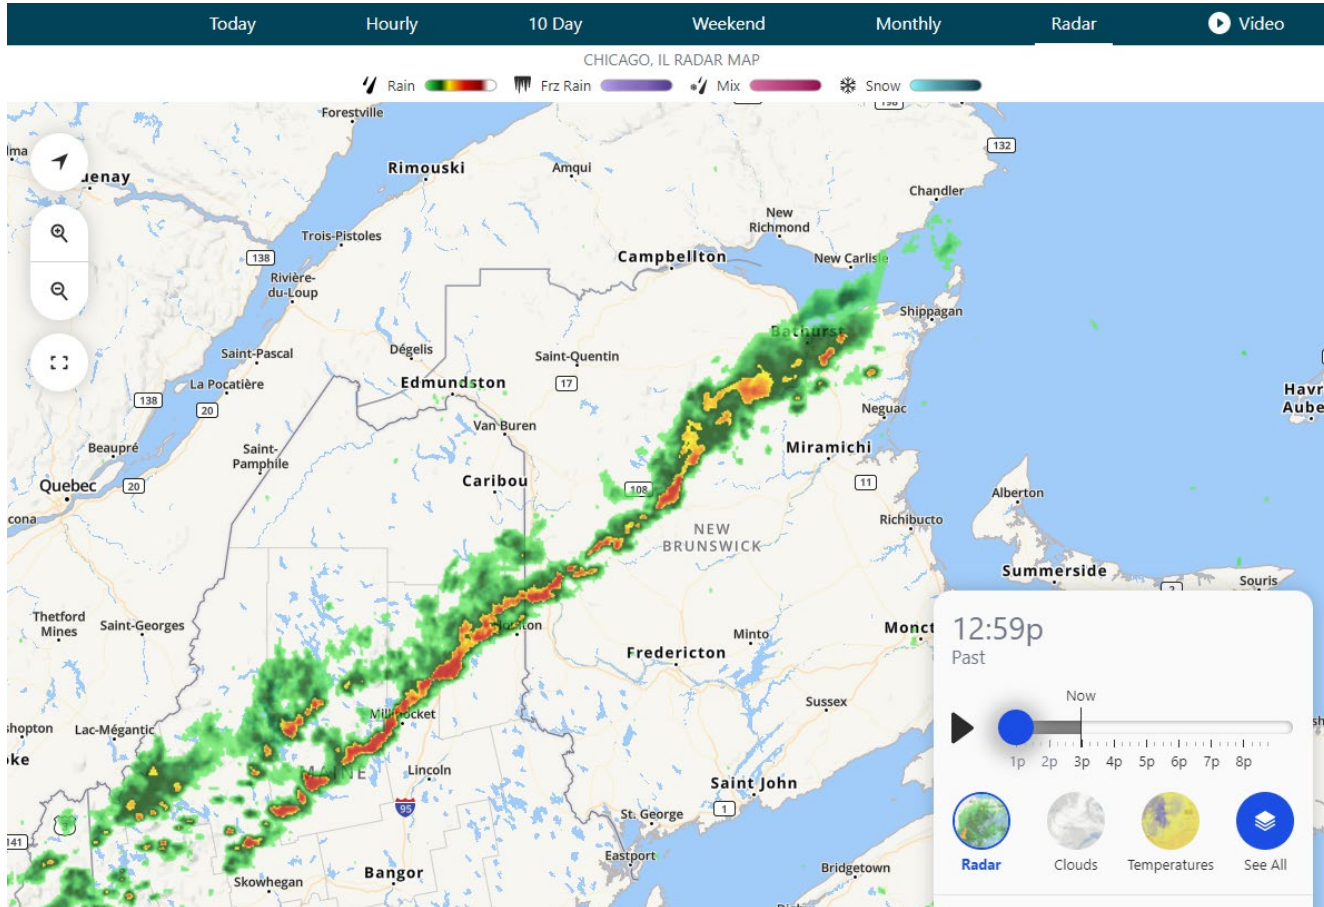 Today
Hourly
10 Day
Weekend
Monthly
Radar
Video
CHICAGO, IL RADAR MAP
Rain
Frz Rain
Mix
Snow
Forestville
132
Rimouski
Amqui
Chandler
New
Richmond
Trois-Pistoles
138
Campbellton
New Carlisle
Rivière-
du-Loup
Shippagan
Bathurst
Saint-Pascal
Dégelis
Saint-Quentin
La Pocatière
Edmundston
17
138
20
Neguac
Van Buren
Beaupré
Saint-
Pamphile
Miramichi
Caribou
Quebec
20
108
11
Alberton
Richibucto
NEW
BRUNSWICK
Summerside
Souris
Thetford
Mines
Saint-Georges
Minto
Fredericton
Sussex
Lac-Mégantic
MAINE
Lincoln
Saint John
95
1
St. George
141
Eastport
Bangor
Skowhegan
Bridgetown
12:59p
Past
Now
1p
2p
3p
4p
5p
6p
7p
8p
Radar
Clouds
Temperatures
See All